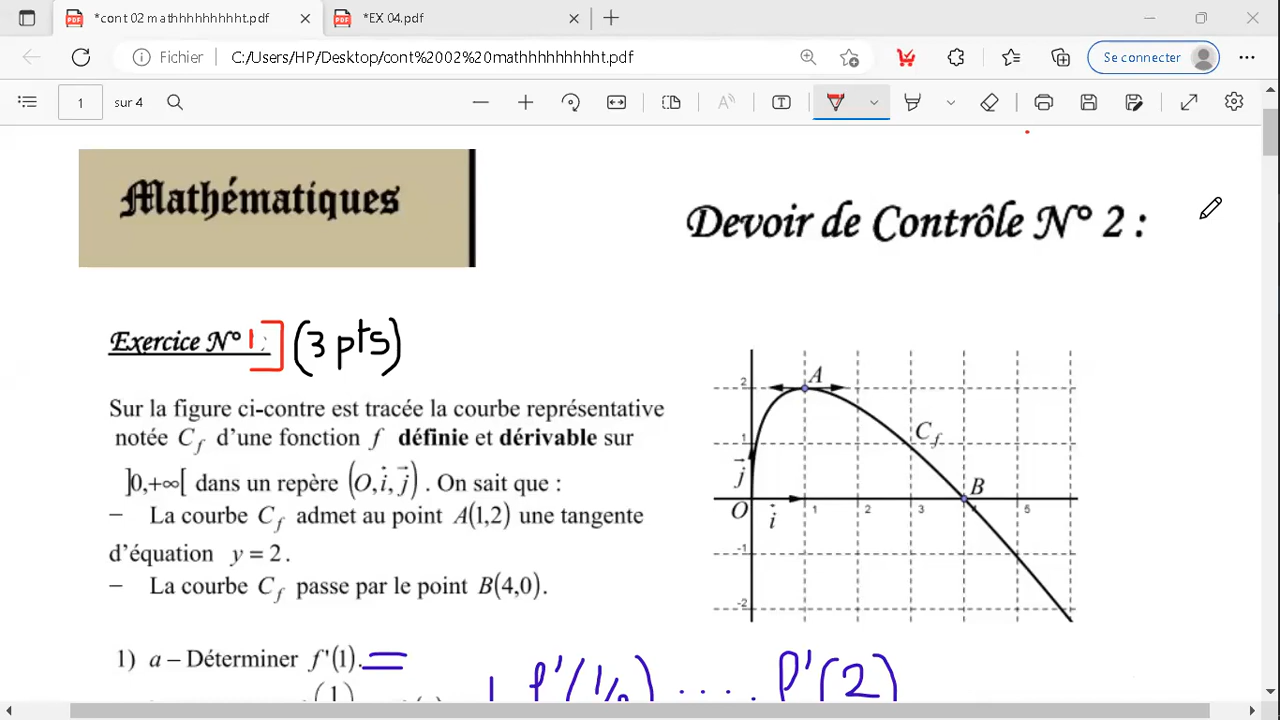 *cont 02 mathhhhhhhht.pdf
*EX 04.pdf
Fichier
C:/Users/HP/Desktop/cont%2002%20mathhhhhhhht.pdf
Se connecter
1
sur 4
Mathématiques
Devoir de Contrôle N° 2 :
Exercice N° 1: (3 pts)
Sur la figure ci-contre est tracée la courbe représentative
notée C_f d'une fonction f définie et dérivable sur
]0,+∞[ dans un repère (O,i⃗,j⃗). On sait que :
– La courbe C_f admet au point A(1,2) une tangente
d'équation y = 2.
– La courbe C_f passe par le point B(4,0).
2
A
1
C_f
j⃗
B
O
i⃗
1
2
3
4
5
-1
-2
1) a – Déterminer f'(1). =
f'(1/2) .... f'(2)